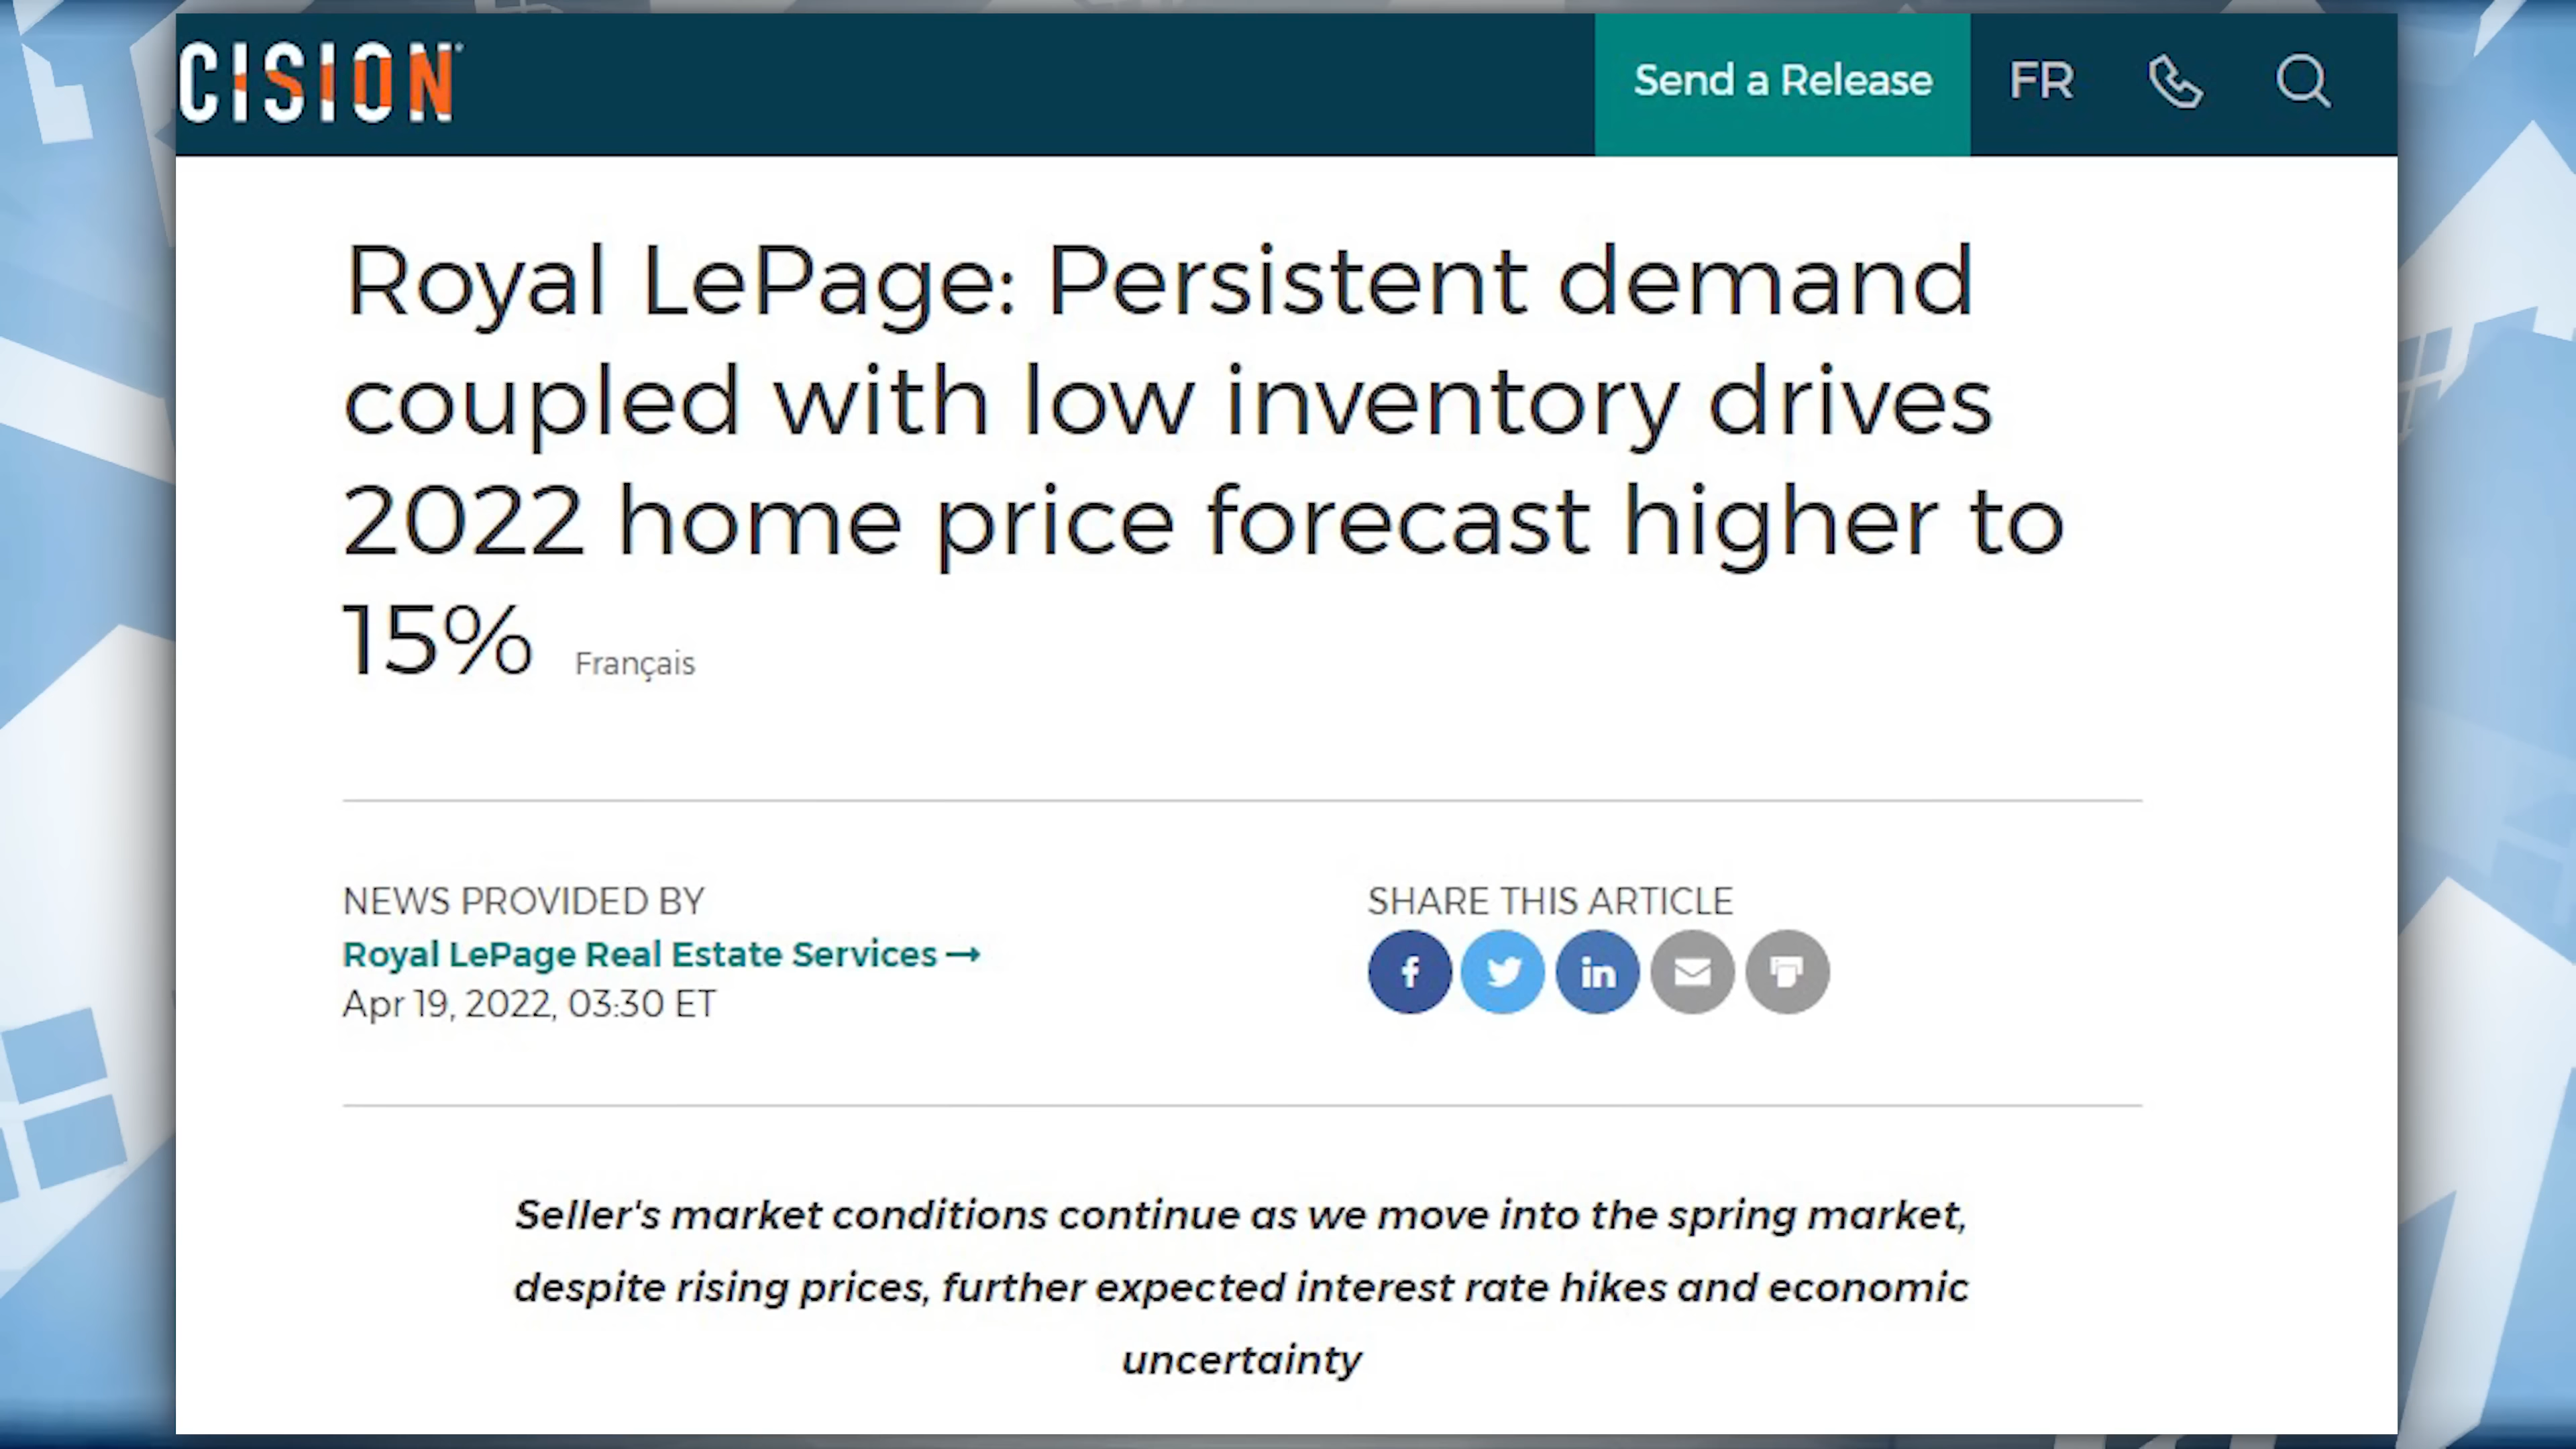 CISION
Send a Release
FR
Royal LePage: Persistent demand
coupled with low inventory drives
2022 home price forecast higher to
15% Français
NEWS PROVIDED BY
Royal LePage Real Estate Services →
Apr 19, 2022, 03:30 ET
SHARE THIS ARTICLE
Seller's market conditions continue as we move into the spring market,
despite rising prices, further expected interest rate hikes and economic
uncertainty